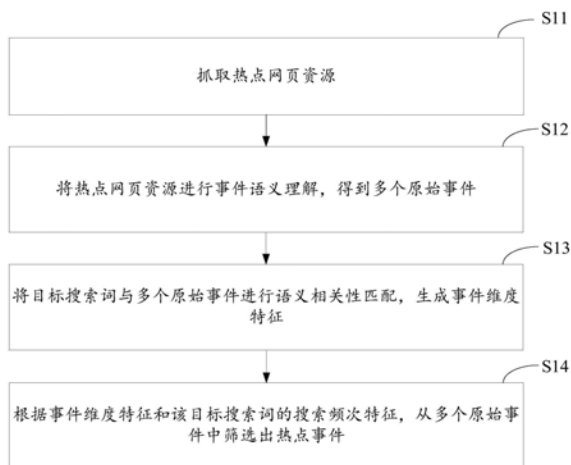 S11
抓取热点网页资源
S12
将热点网页资源进行事件语义理解，得到多个原始事件
S13
将目标搜索词与多个原始事件进行语义相关性匹配，生成事件维度
特征
S14
根据事件维度特征和该目标搜索词的搜索频次特征，从多个原始事
件中筛选出热点事件